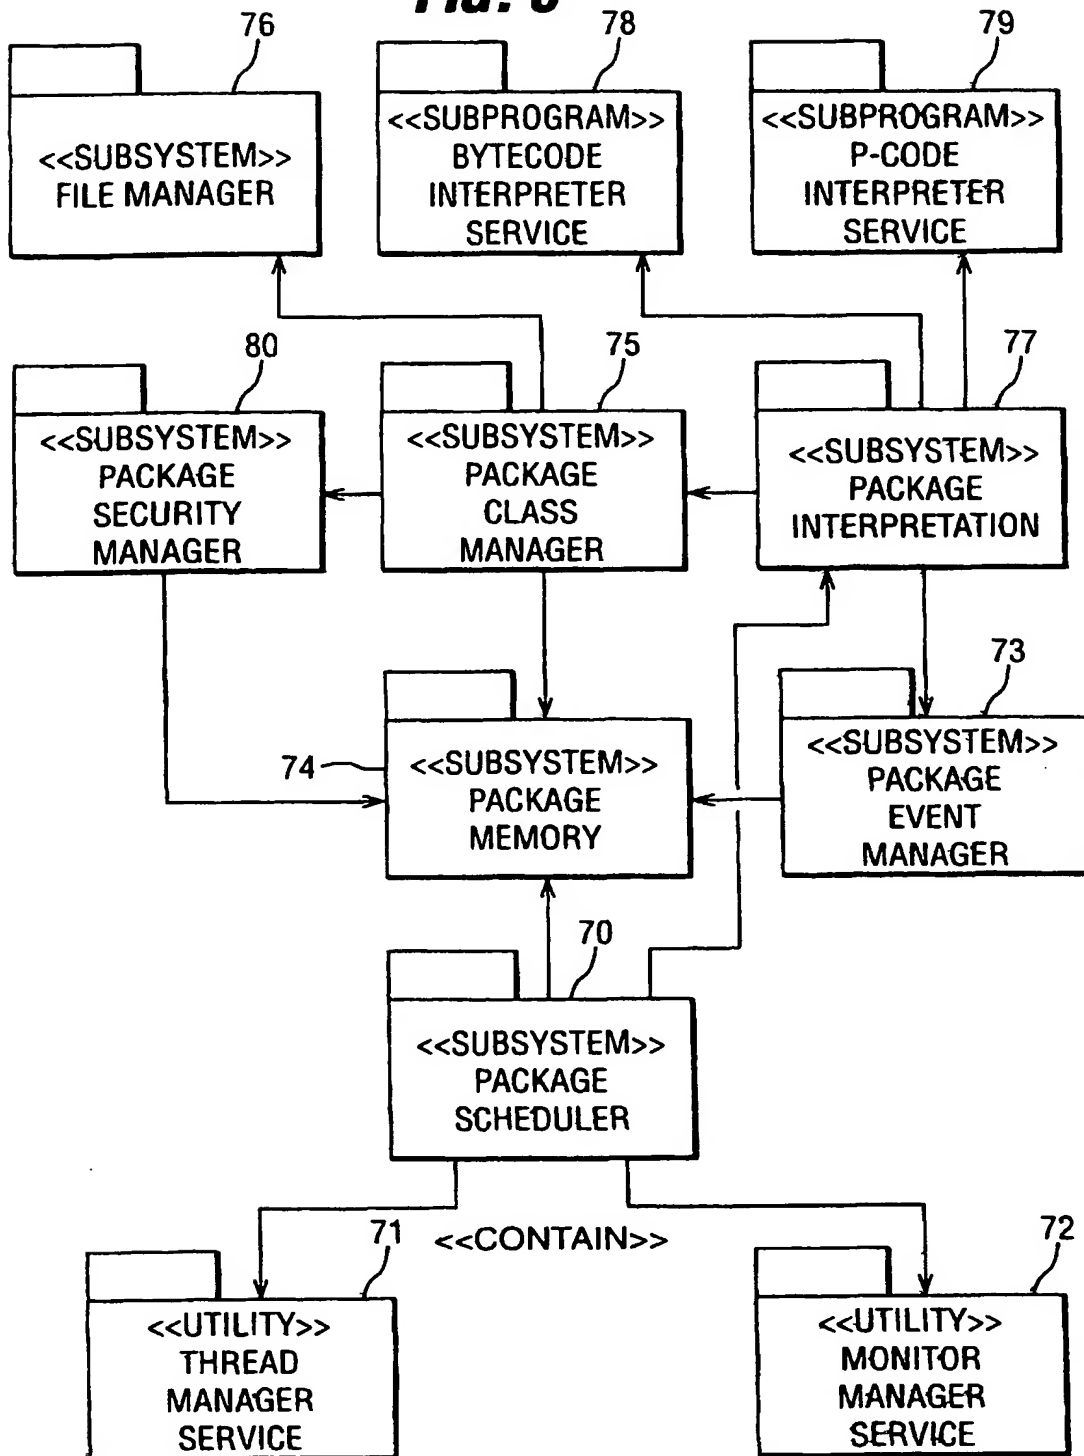 76
78
79
<<SUBSYSTEM>>
FILE MANAGER
<<SUBPROGRAM>>
BYTECODE
INTERPRETER
SERVICE
<<SUBPROGRAM>>
P-CODE
INTERPRETER
SERVICE
80
75
77
<<SUBSYSTEM>>
PACKAGE
SECURITY
MANAGER
<<SUBSYSTEM>>
PACKAGE
CLASS
MANAGER
<<SUBSYSTEM>>
PACKAGE
INTERPRETATION
73
74
<<SUBSYSTEM>>
PACKAGE
MEMORY
<<SUBSYSTEM>>
PACKAGE
EVENT
MANAGER
70
<<SUBSYSTEM>>
PACKAGE
SCHEDULER
<<CONTAIN>>
71
72
<<UTILITY>>
THREAD
MANAGER
SERVICE
<<UTILITY>>
MONITOR
MANAGER
SERVICE